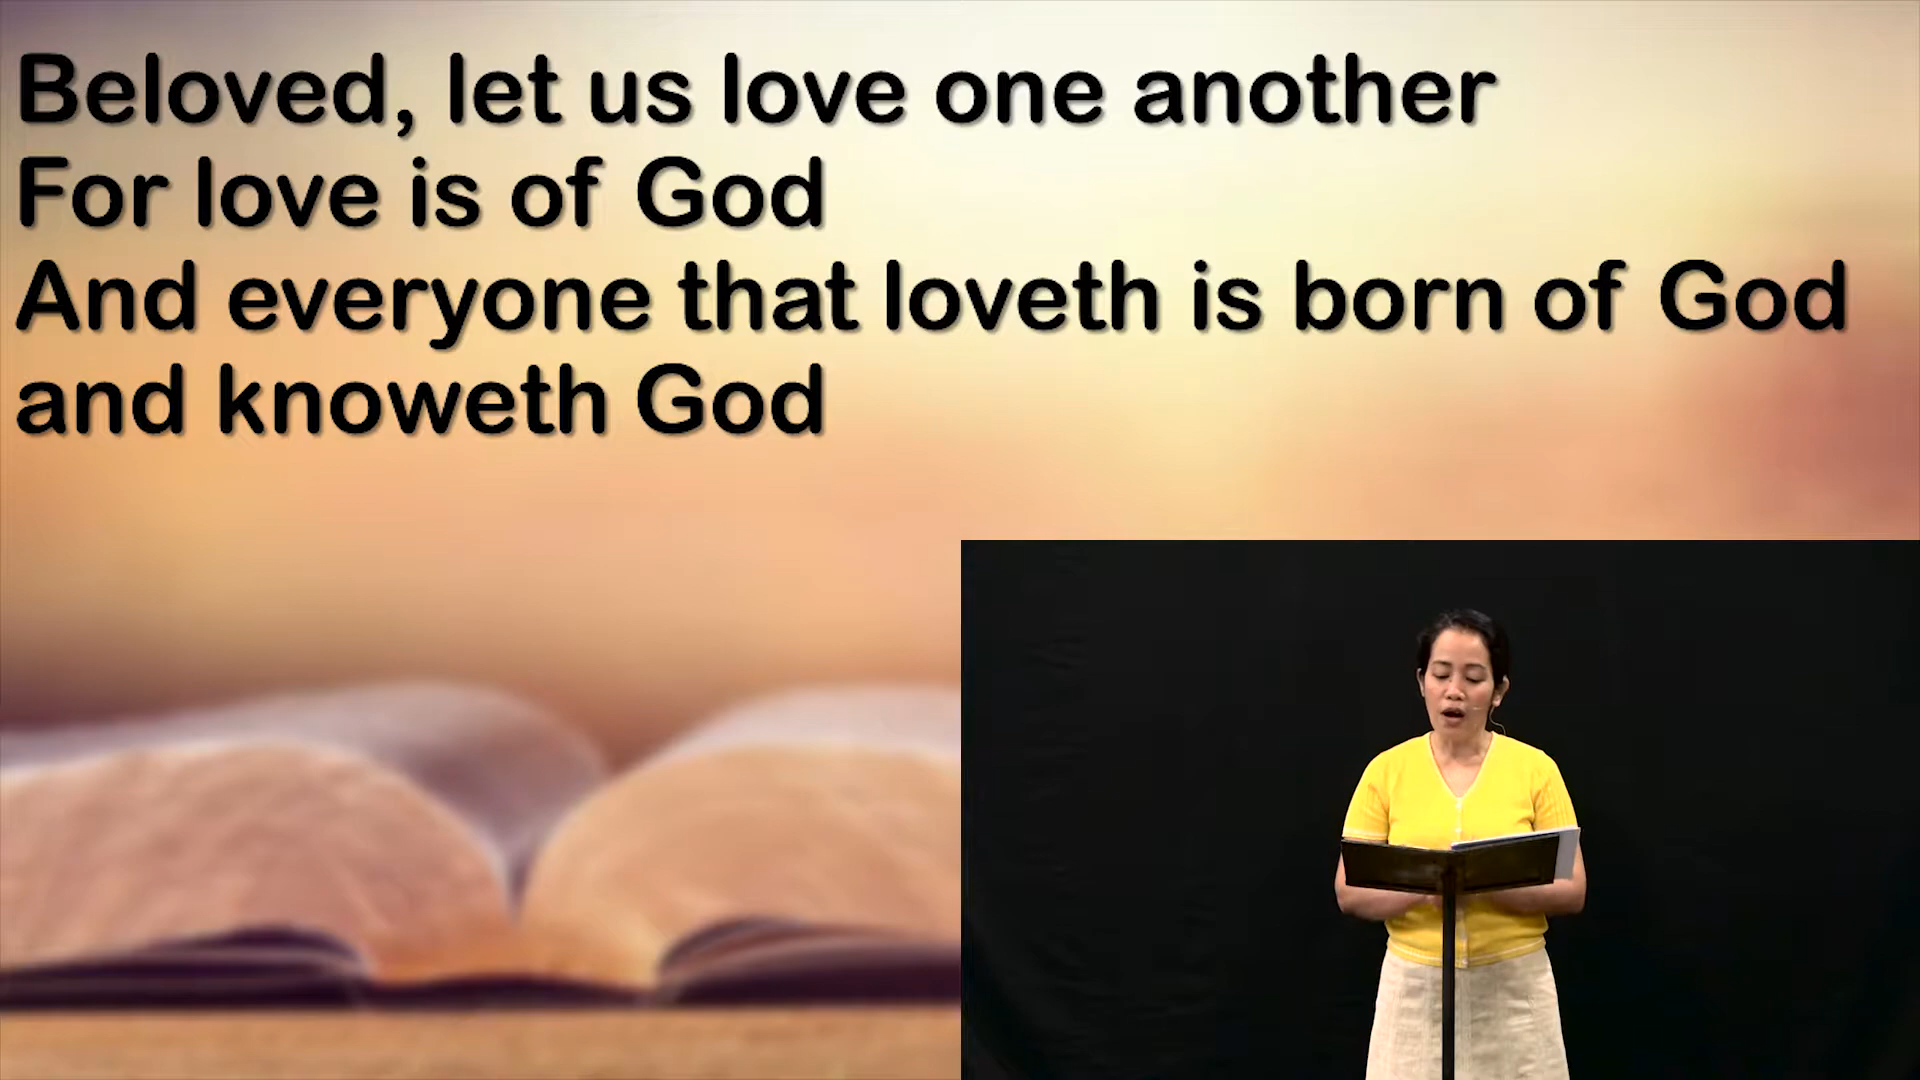 Beloved, let us love one another
For love is of God
And everyone that loveth is born of God
and knoweth God